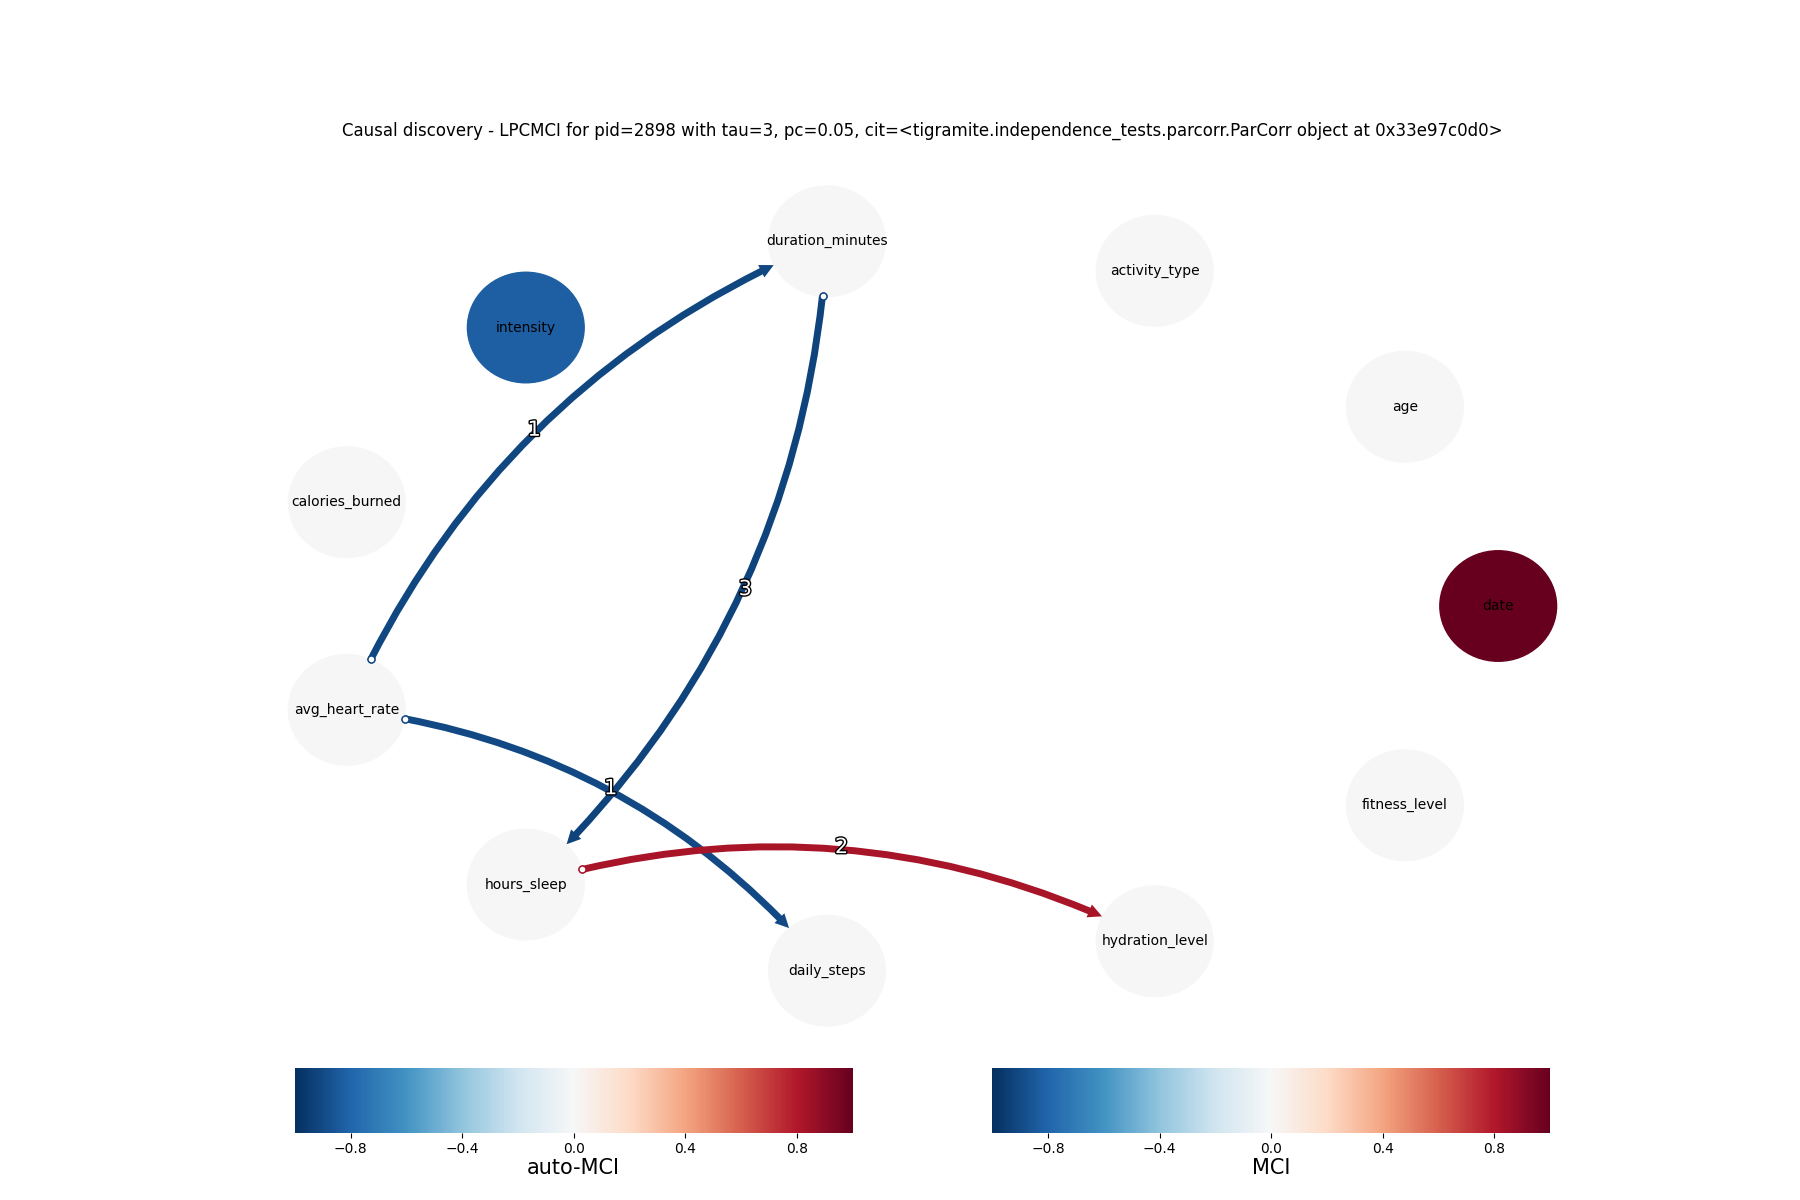 Causal discovery - LPCMCI for pid=2898 with tau=3, pc=0.05, cit=<tigramite.independence_tests.parcorr.ParCorr object at 0x33e97c0d0>
duration_minutes
activity_type
intensity
age
1
calories_burned
3
date
avg_heart_rate
1
fitness_level
2
hours_sleep
hydration_level
daily_steps
−0.8 −0.4 0.0 0.4 0.8
auto-MCI
−0.8 −0.4 0.0 0.4 0.8
MCI